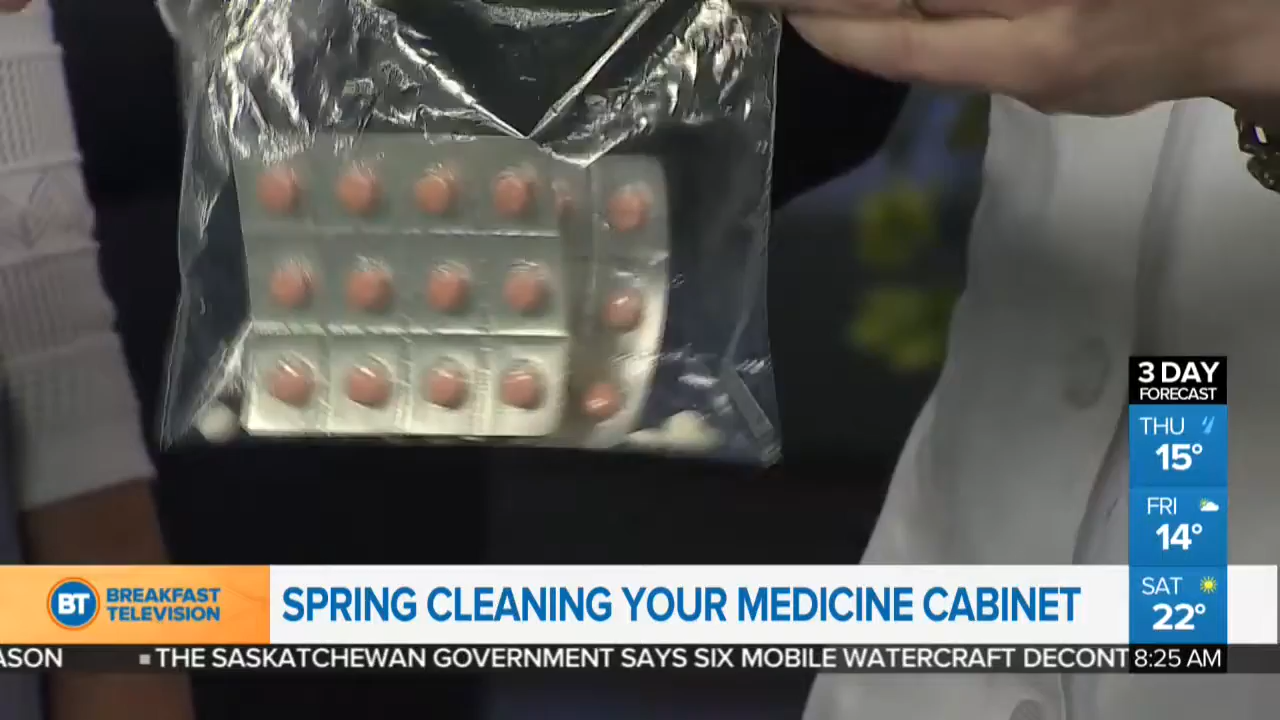 3 DAY
FORECAST
THU
15°
FRI
14°
SAT
22°
BT
BREAKFAST
TELEVISION
SPRING CLEANING YOUR MEDICINE CABINET
ASON
▪ THE SASKATCHEWAN GOVERNMENT SAYS SIX MOBILE WATERCRAFT DECONT
8:25 AM